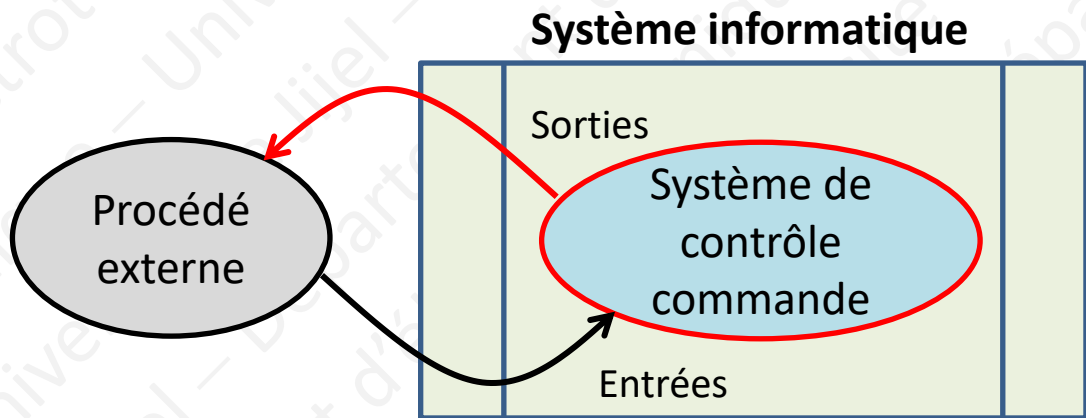 Système informatique
Sorties
Procédé
externe
Système de
contrôle
commande
Entrées